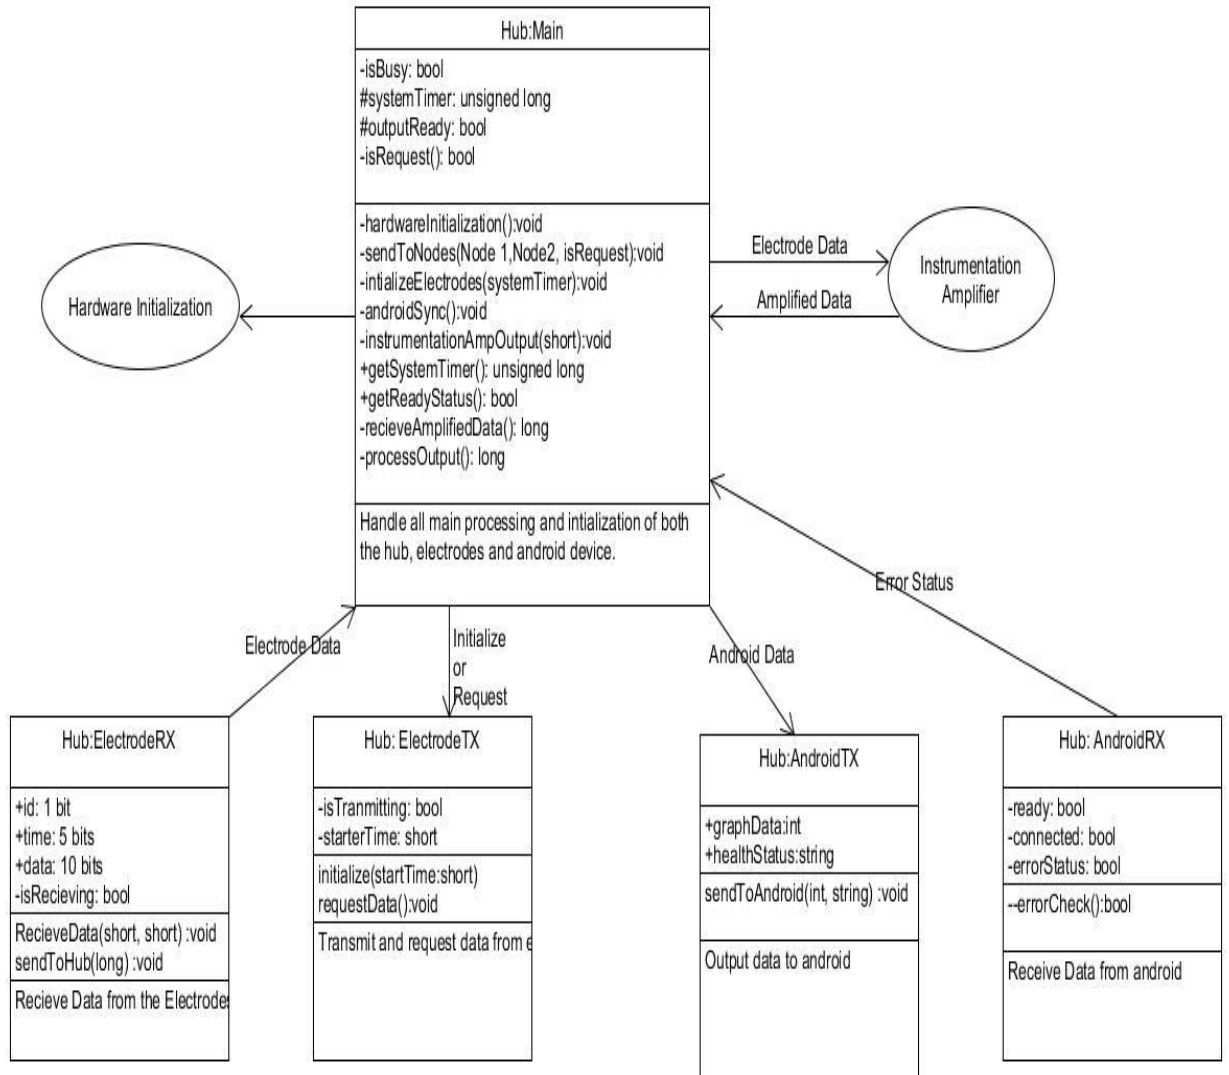 Hub:Main
-isBusy: bool
#systemTimer: unsigned long
#outputReady: bool
-isRequest(): bool
-hardwareInitialization():void
-sendToNodes(Node 1,Node2, isRequest):void
-intializeElectrodes(systemTimer):void
-androidSync():void
-instrumentationAmpOutput(short):void
+getSystemTimer(): unsigned long
+getReadyStatus(): bool
-recieveAmplifiedData(): long
-processOutput(): long
Handle all main processing and intialization of both
the hub, electrodes and android device.
Hardware Initialization
Electrode Data
Amplified Data
Instrumentation
Amplifier
Error Status
Electrode Data
Initialize
or
Request
Android Data
Hub:ElectrodeRX
+id: 1 bit
+time: 5 bits
+data: 10 bits
-isRecieving: bool
RecieveData(short, short) :void
sendToHub(long) :void
Recieve Data from the Electrodes
Hub: ElectrodeTX
-isTranmitting: bool
-starterTime: short
initialize(startTime:short)
requestData():void
Transmit and request data from e
Hub:AndroidTX
+graphData:int
+healthStatus:string
sendToAndroid(int, string) :void
Output data to android
Hub: AndroidRX
-ready: bool
-connected: bool
-errorStatus: bool
--errorCheck():bool
Receive Data from android